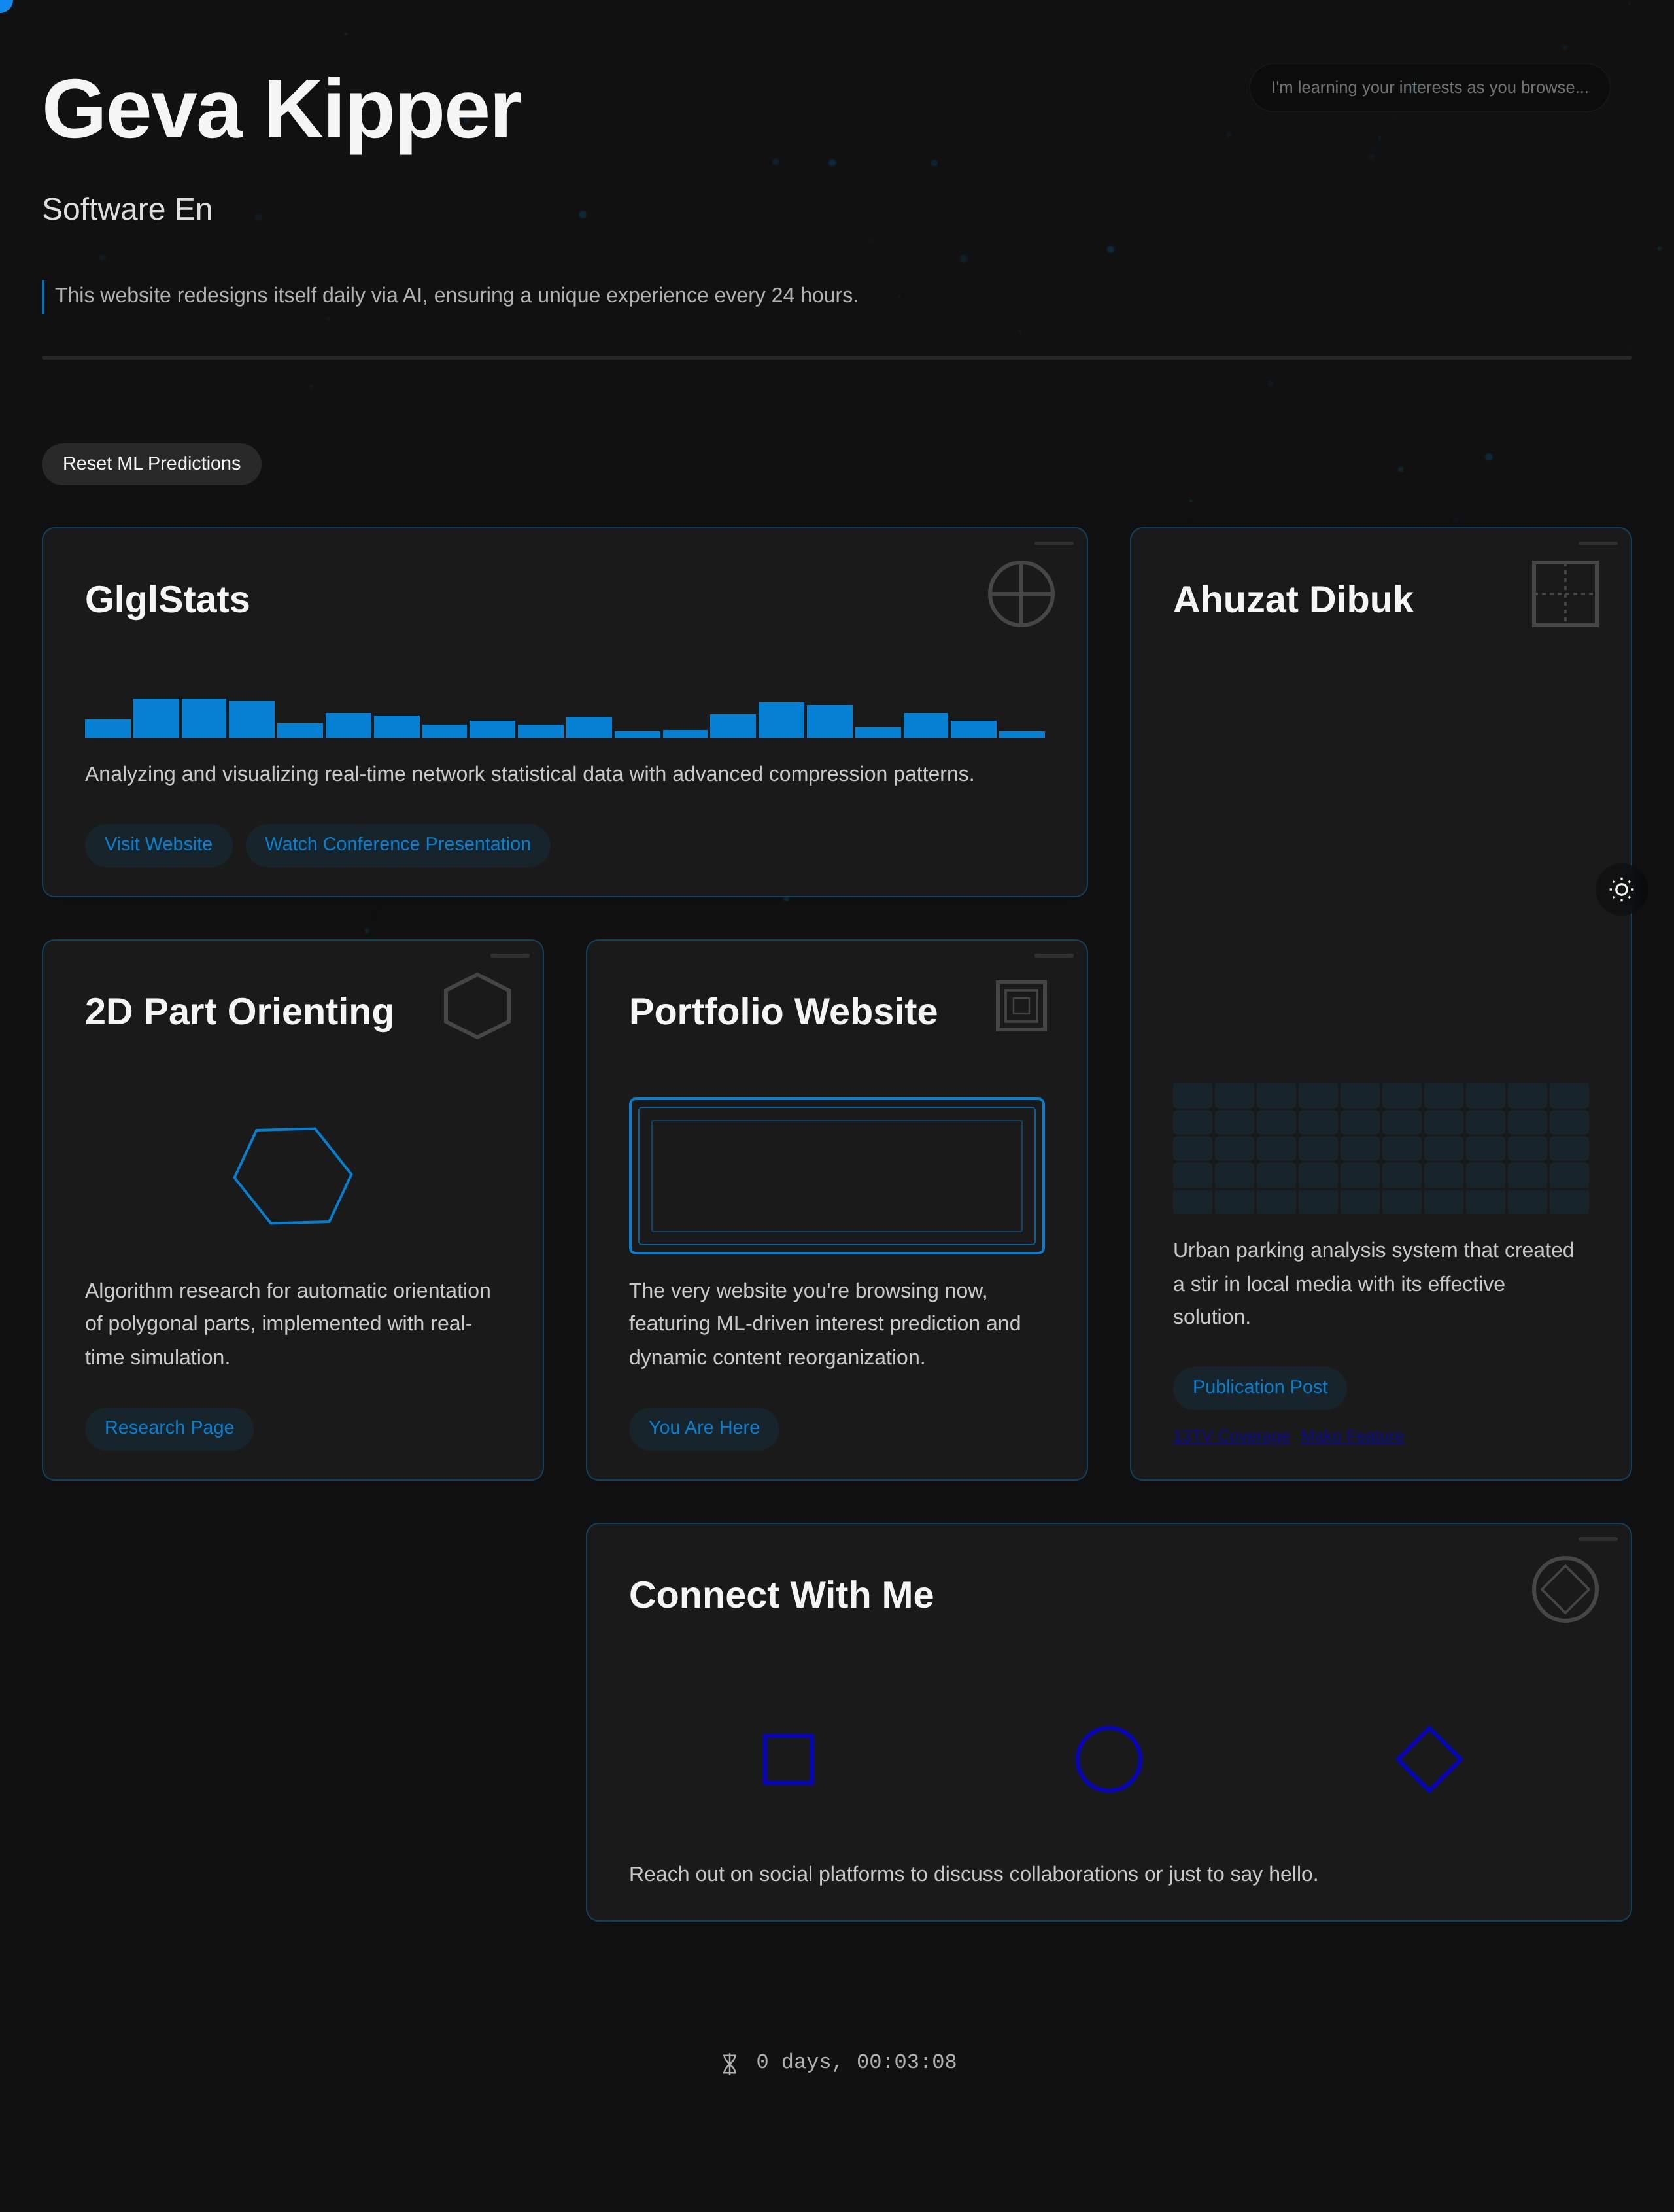 Geva Kipper
I'm learning your interests as you browse...
Software En
This website redesigns itself daily via AI, ensuring a unique experience every 24 hours.
Reset ML Predictions
GlglStats
Analyzing and visualizing real-time network statistical data with advanced compression patterns.
Visit Website
Watch Conference Presentation
Ahuzat Dibuk
Urban parking analysis system that created
a stir in local media with its effective
solution.
Publication Post
Mako Feature
2D Part Orienting
Algorithm research for automatic orientation
of polygonal parts, implemented with real-
time simulation.
Research Page
Portfolio Website
The very website you're browsing now,
featuring ML-driven interest prediction and
dynamic content reorganization.
You Are Here
Connect With Me
Reach out on social platforms to discuss collaborations or just to say hello.
0 days, 00:03:08